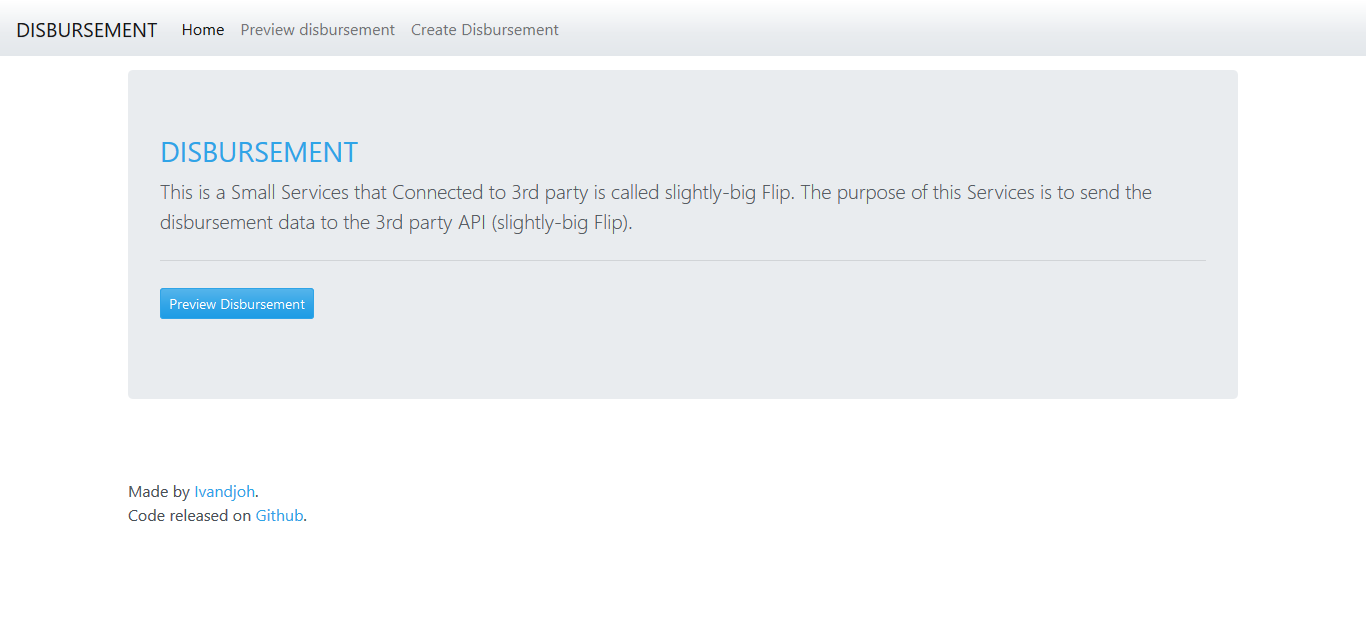 DISBURSEMENT Home Preview disbursement Create Disbursement
DISBURSEMENT
This is a Small Services that Connected to 3rd party is called slightly-big Flip. The purpose of this Services is to send the
disbursement data to the 3rd party API (slightly-big Flip).
Preview Disbursement
Made by Ivandjoh.
Code released on Github.